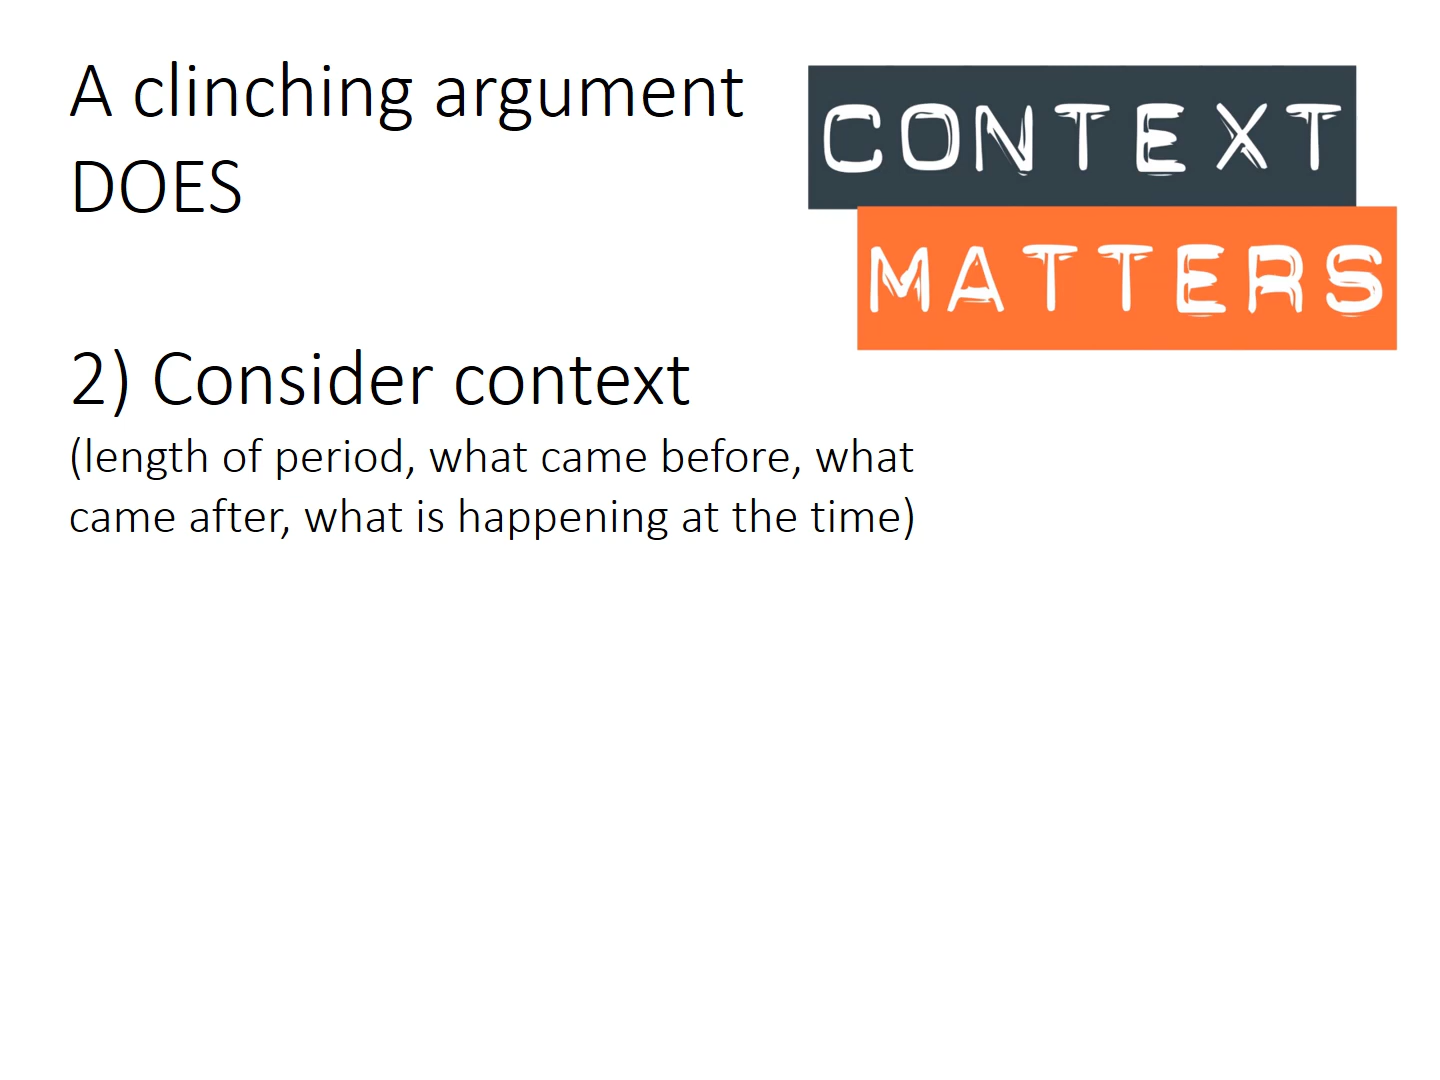 A clinching argument
DOES
CONTEXT
MATTERS
2) Consider context
(length of period, what came before, what
came after, what is happening at the time)